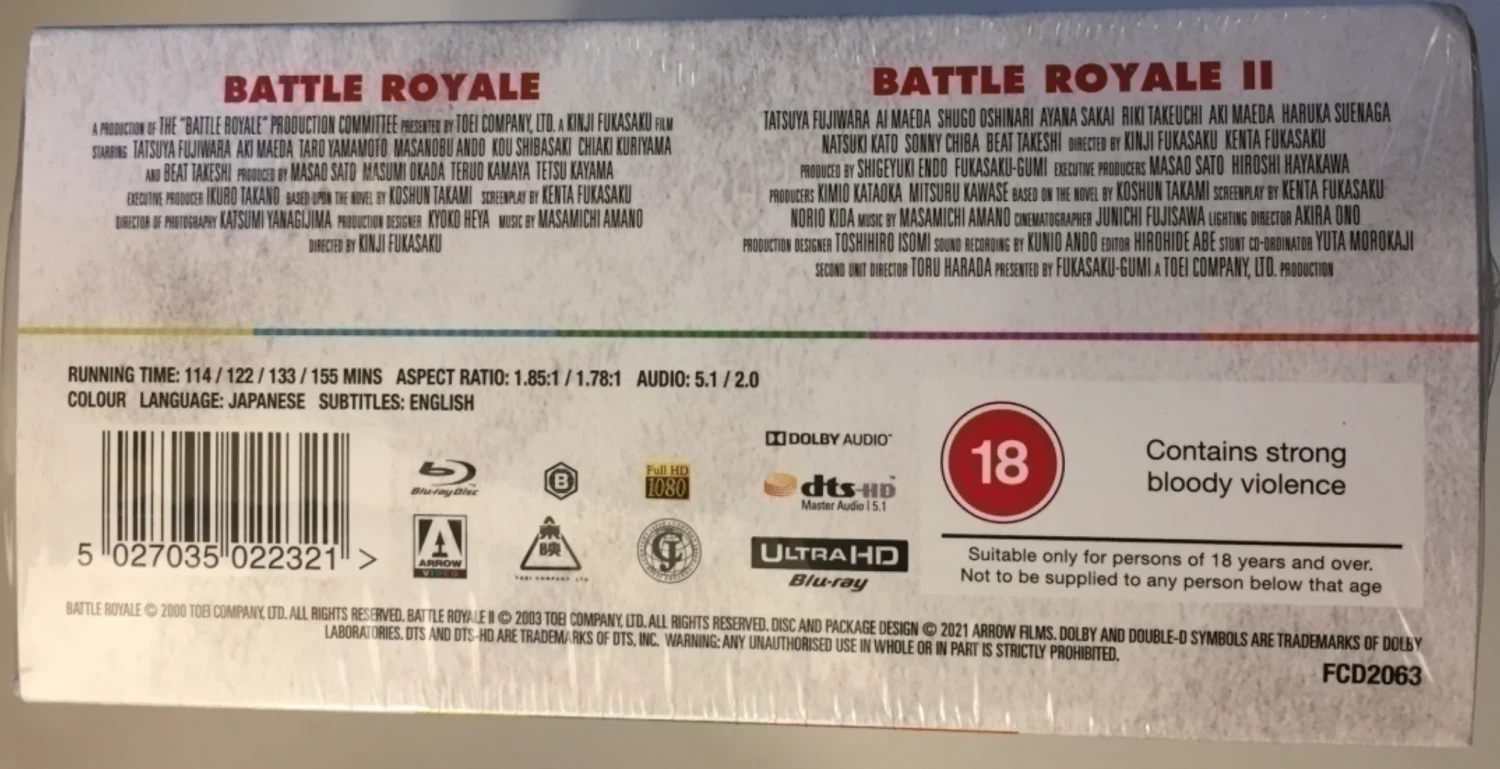 BATTLE ROYALE
A PRODUCTION OF THE "BATTLE ROYALE" PRODUCTION COMMITTEE PRESENTED BY TOEI COMPANY, LTD. A KINJI FUKASAKU FILM
STARRING TATSUYA FUJIWARA AKI MAEDA TARO YAMAMOTO MASANOBU ANDO KOU SHIBASAKI CHIAKI KURIYAMA
AND BEAT TAKESHI PRODUCED BY MASAO SATO MASUMI OKADA TERUO KAMAYA TETSU KAYAMA
EXECUTIVE PRODUCER IKURO TAKANO BASED UPON THE NOVEL BY KOSHUN TAKAMI SCREENPLAY BY KENTA FUKASAKU
DIRECTOR OF PHOTOGRAPHY KATSUMI YANAGIJIMA PRODUCTION DESIGNER KYOKO HEYA MUSIC BY MASAMICHI AMANO
DIRECTED BY KINJI FUKASAKU
BATTLE ROYALE II
TATSUYA FUJIWARA AI MAEDA SHUGO OSHINARI AYANA SAKAI RIKI TAKEUCHI AKI MAEDA HARUKA SUENAGA
NATSUKI KATO SONNY CHIBA BEAT TAKESHI DIRECTED BY KINJI FUKASAKU KENTA FUKASAKU
PRODUCED BY SHIGEYUKI ENDO FUKASAKU-GUMI EXECUTIVE PRODUCERS MASAO SATO HIROSHI HAYAKAWA
PRODUCERS KIMIO KATAOKA MITSURU KAWASE BASED ON THE NOVEL BY KOSHUN TAKAMI SCREENPLAY BY KENTA FUKASAKU
NORIO KIDA MUSIC BY MASAMICHI AMANO CINEMATOGRAPHER JUNICHI FUJISAWA LIGHTING DIRECTOR AKIRA ONO
PRODUCTION DESIGNER TOSHIHIRO ISOMI SOUND RECORDING BY KUNIO ANDO EDITOR HIROHIDE ABE STUNT CO-ORDINATOR YUTA MOROKAJI
SECOND UNIT DIRECTOR TORU HARADA PRESENTED BY FUKASAKU-GUMI A TOEI COMPANY, LTD. PRODUCTION
RUNNING TIME: 114 / 122 / 133 / 155 MINS ASPECT RATIO: 1.85:1 / 1.78:1 AUDIO: 5.1 / 2.0
COLOUR LANGUAGE: JAPANESE SUBTITLES: ENGLISH
5 027035 022321 >
Blu-ray Disc
B
Full HD
1080
A
ARROW
VIDEO
東映
TOEI COMPANY LTD
DOLBY AUDIO™
dts-HD
Master Audio | 5.1
ULTRA HD
Blu-ray
18
Contains strong
bloody violence
Suitable only for persons of 18 years and over.
Not to be supplied to any person below that age
BATTLE ROYALE © 2000 TOEI COMPANY, LTD. ALL RIGHTS RESERVED. BATTLE ROYALE II © 2003 TOEI COMPANY, LTD. ALL RIGHTS RESERVED. DISC AND PACKAGE DESIGN © 2021 ARROW FILMS. DOLBY AND DOUBLE-D SYMBOLS ARE TRADEMARKS OF DOLBY
LABORATORIES. DTS AND DTS-HD ARE TRADEMARKS OF DTS, INC. WARNING: ANY UNAUTHORISED USE IN WHOLE OR IN PART IS STRICTLY PROHIBITED.
FCD2063